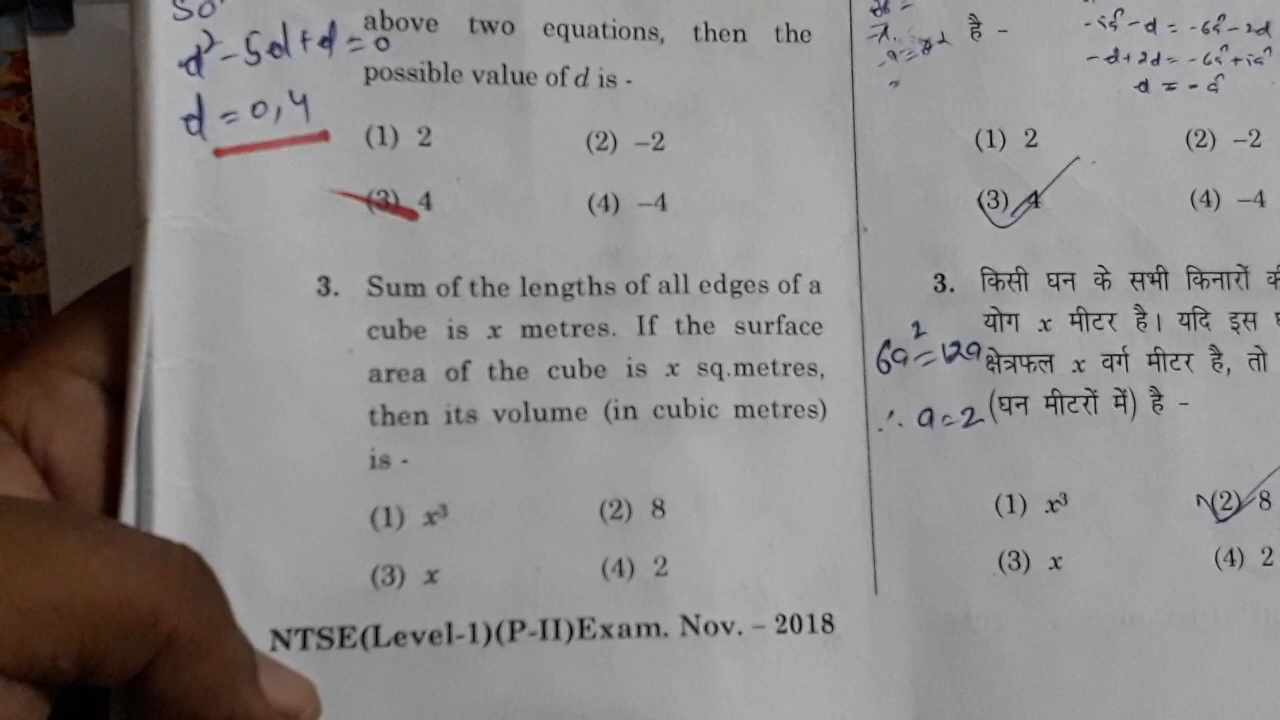 SO
d²-5d+d=0
d=0,4
above two equations, then the
possible value of d is -
(1) 2 (2) -2
(3) 4 (4) -4
3. Sum of the lengths of all edges of a
cube is x metres. If the surface
area of the cube is x sq.metres,
then its volume (in cubic metres)
is -
(1) x³ (2) 8
(3) x (4) 2
NTSE(Level-1)(P-II)Exam. Nov. – 2018
है -
d = -
(1) 2 (2) -2
(3) 4 (4) -4
3. किसी घन के सभी किनारों
योग x मीटर है। यदि इस
क्षेत्रफल x वर्ग मीटर है, तो
(घन मीटरों में) है -
6a²=12a
∴ a=2
(1) x³ (2) 8
(3) x (4) 2